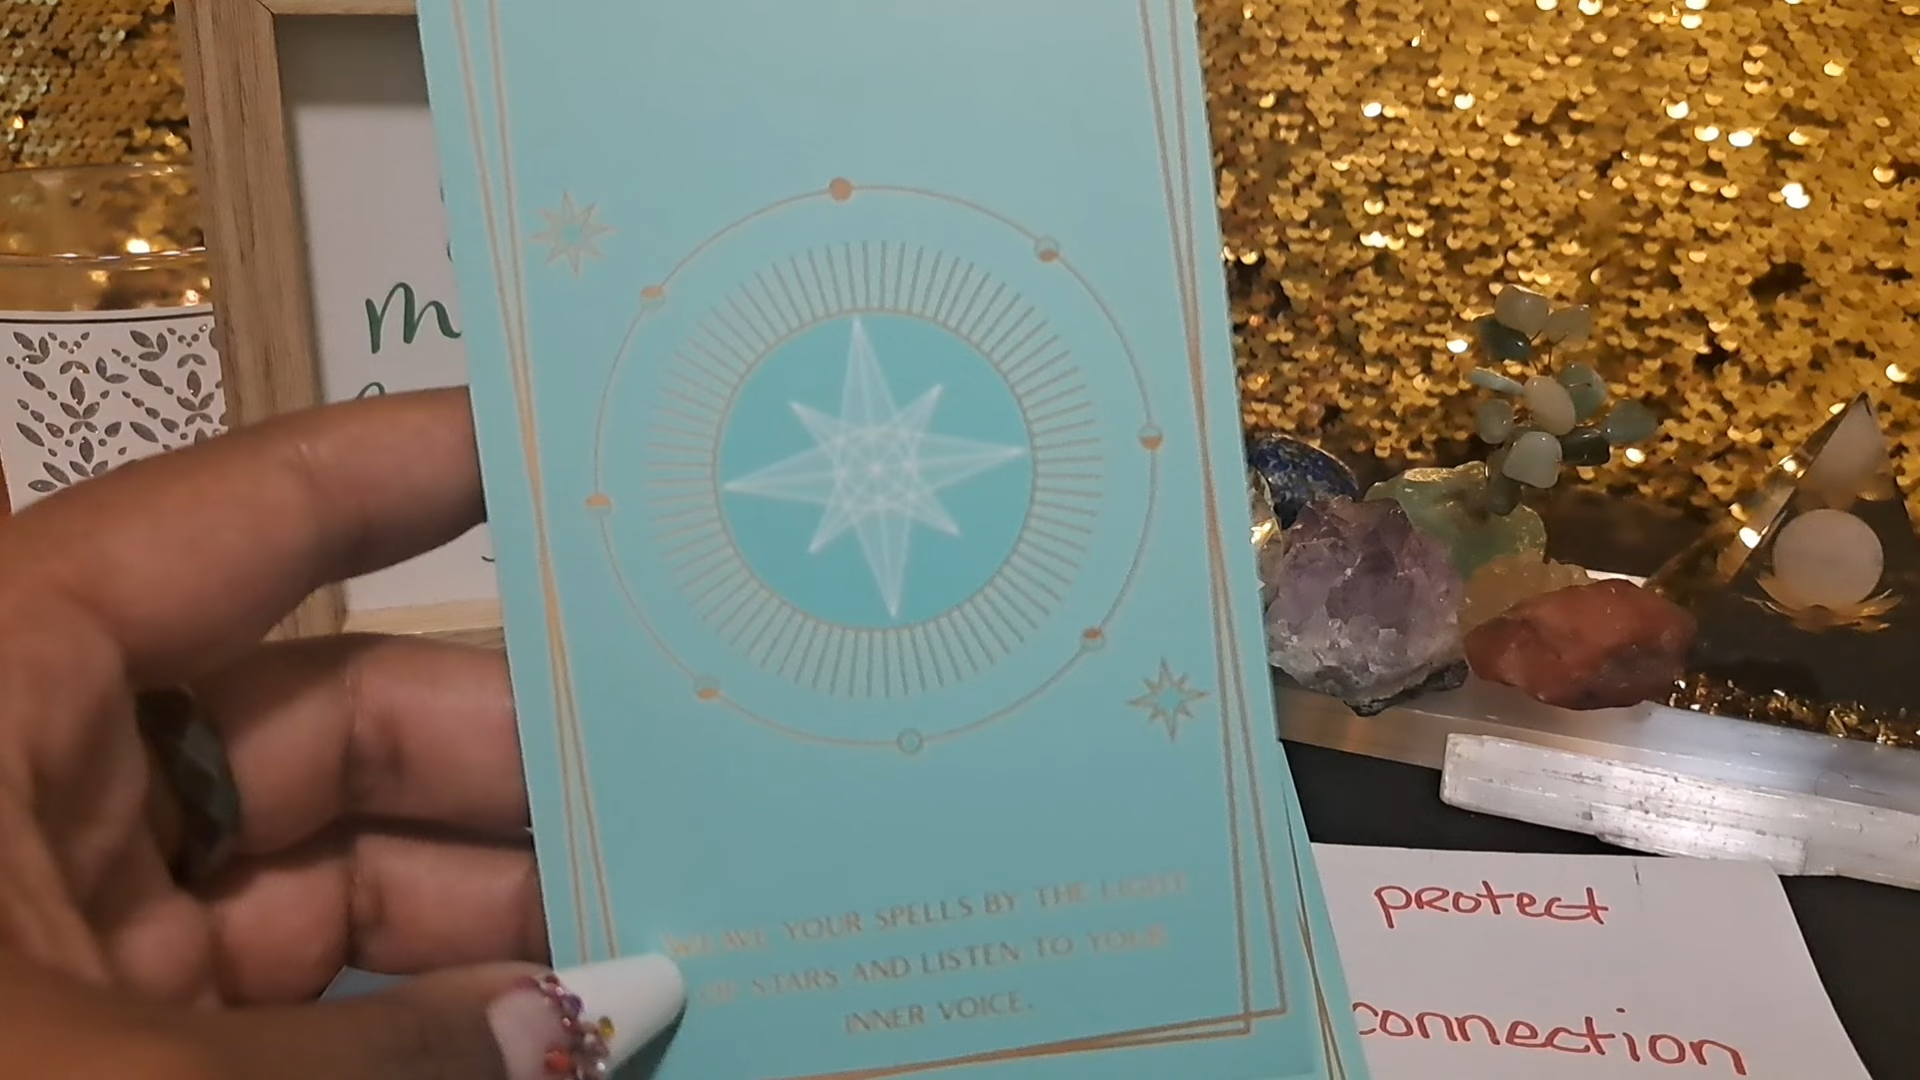 m
WEAVE YOUR SPELLS BY THE LIGHT
OF STARS AND LISTEN TO YOUR
INNER VOICE.
protect
connection